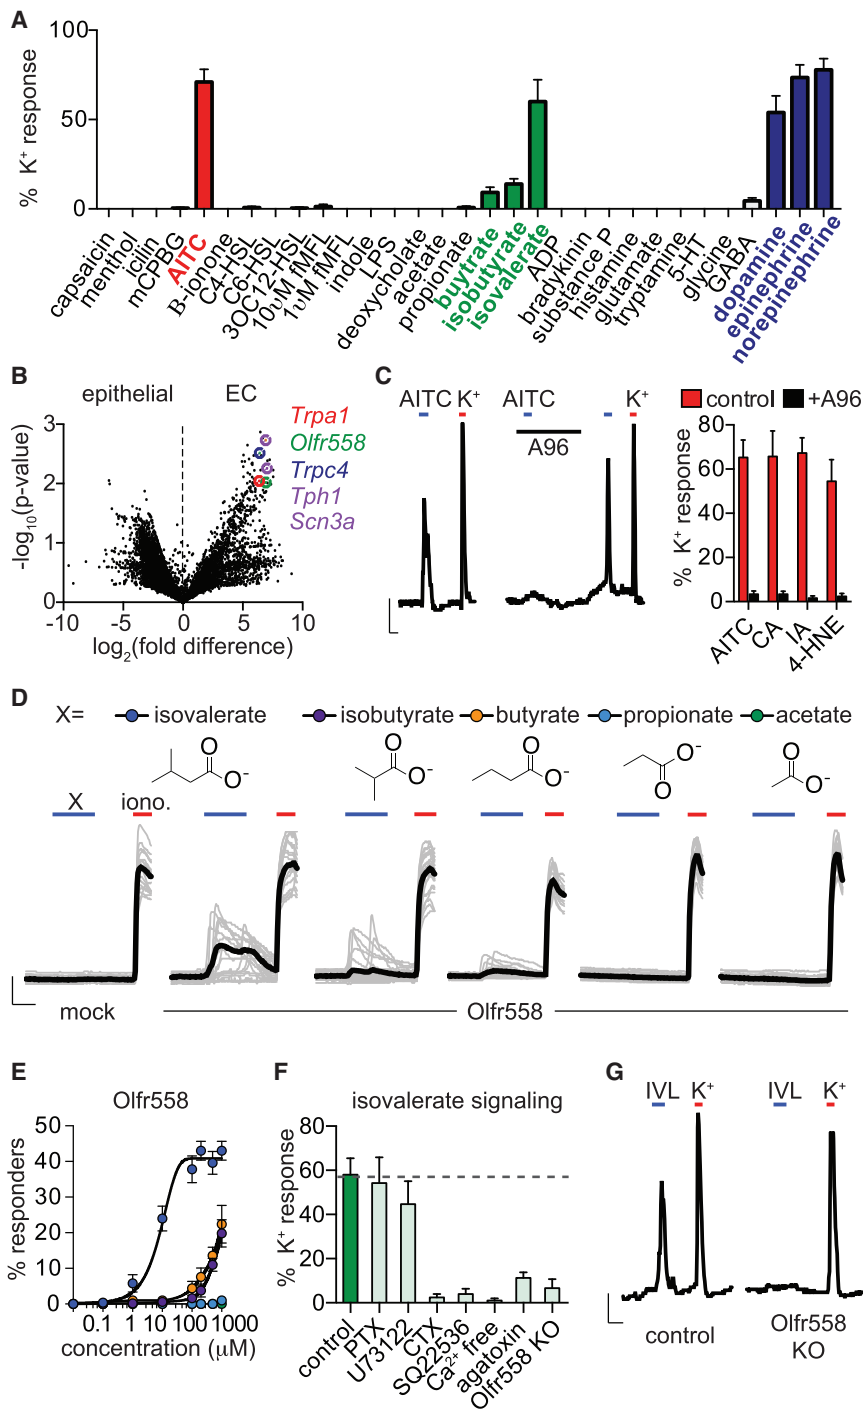 A
% K⁺ response
100
50
0
capsaicin
menthol
icilin
mCPBG
AITC
B-ionone
C4-HSL
C6-HSL
3OC12-HSL
10υM fMFL
1υM fMFL
indole
LPS
deoxycholate
acetate
propionate
buytrate
isobutyrate
isovalerate
ADP
bradykinin
substance P
histamine
glutamate
tryptamine
5-HT
glycine
GABA
dopamine
epinephrine
norepinephrine
B
epithelial EC
Trpa1
Olfr558
Trpc4
Tph1
Scn3a
-log₁₀(p-value)
3
2
1
0
-10 -5 0 5 10
log₂(fold difference)
C
AITC K⁺ AITC K⁺
A96
control +A96
% K⁺ response
80
60
40
20
0
AITC
CA
IA
4-HNE
D
X= isovalerate isobutyrate butyrate propionate acetate
O O⁻ O O⁻ O O⁻ O O⁻ O O⁻
X iono.
mock Olfr558
E
Olfr558
% responders
50
40
30
20
10
0
0.1 1 10 100 1000
concentration (µM)
F
isovalerate signaling
% K⁺ response
80
60
40
20
0
control
PTX
U73122
CTX
SQ22536
Ca²⁺ free
agatoxin
Olfr558 KO
G
IVL K⁺ IVL K⁺
control Olfr558
KO